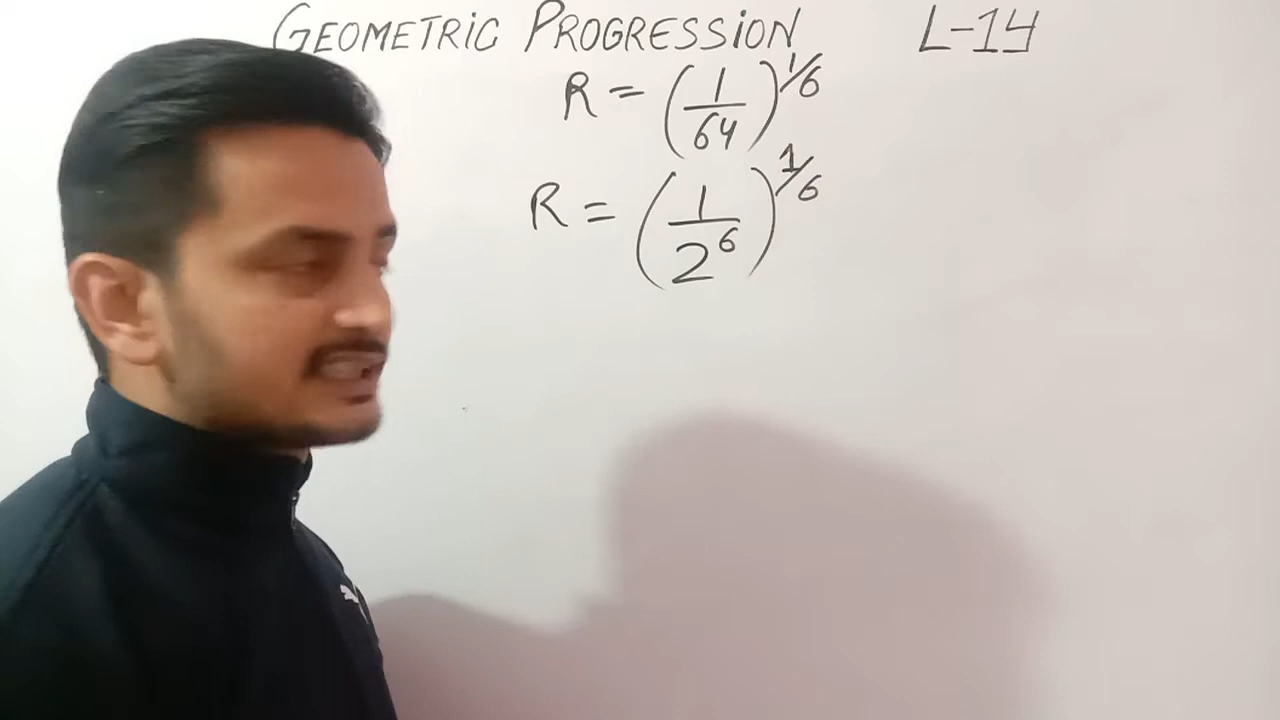 GEOMETRIC PROGRESSION L-14
R = (1/64)^1/6
R = (1/2^6)^1/6